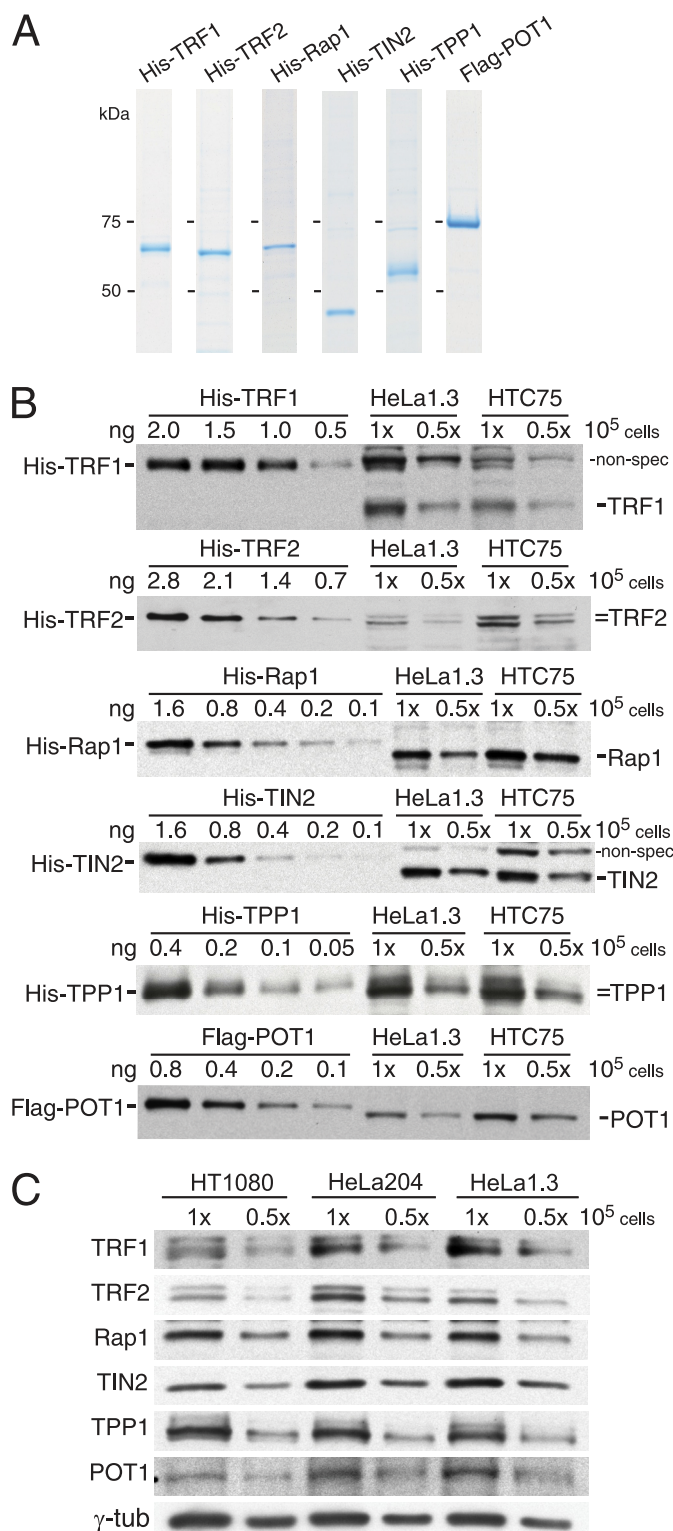 A
His-TRF1 His-TRF2 His-Rap1 His-TIN2 His-TPP1 Flag-POT1
kDa
75
50
B
His-TRF1 HeLa1.3 HTC75
ng 2.0 1.5 1.0 0.5 1x 0.5x 1x 0.5x 10⁵ cells
His-TRF1- -non-spec
-TRF1
His-TRF2 HeLa1.3 HTC75
ng 2.8 2.1 1.4 0.7 1x 0.5x 1x 0.5x 10⁵ cells
His-TRF2- =TRF2
His-Rap1 HeLa1.3 HTC75
ng 1.6 0.8 0.4 0.2 0.1 1x 0.5x 1x 0.5x 10⁵ cells
His-Rap1- -Rap1
His-TIN2 HeLa1.3 HTC75
ng 1.6 0.8 0.4 0.2 0.1 1x 0.5x 1x 0.5x 10⁵ cells
-non-spec
His-TIN2- -TIN2
His-TPP1 HeLa1.3 HTC75
ng 0.4 0.2 0.1 0.05 1x 0.5x 1x 0.5x 10⁵ cells
His-TPP1- =TPP1
Flag-POT1 HeLa1.3 HTC75
ng 0.8 0.4 0.2 0.1 1x 0.5x 1x 0.5x 10⁵ cells
Flag-POT1- -POT1
C
HT1080 HeLa204 HeLa1.3
1x 0.5x 1x 0.5x 1x 0.5x 10⁵ cells
TRF1
TRF2
Rap1
TIN2
TPP1
POT1
γ-tub